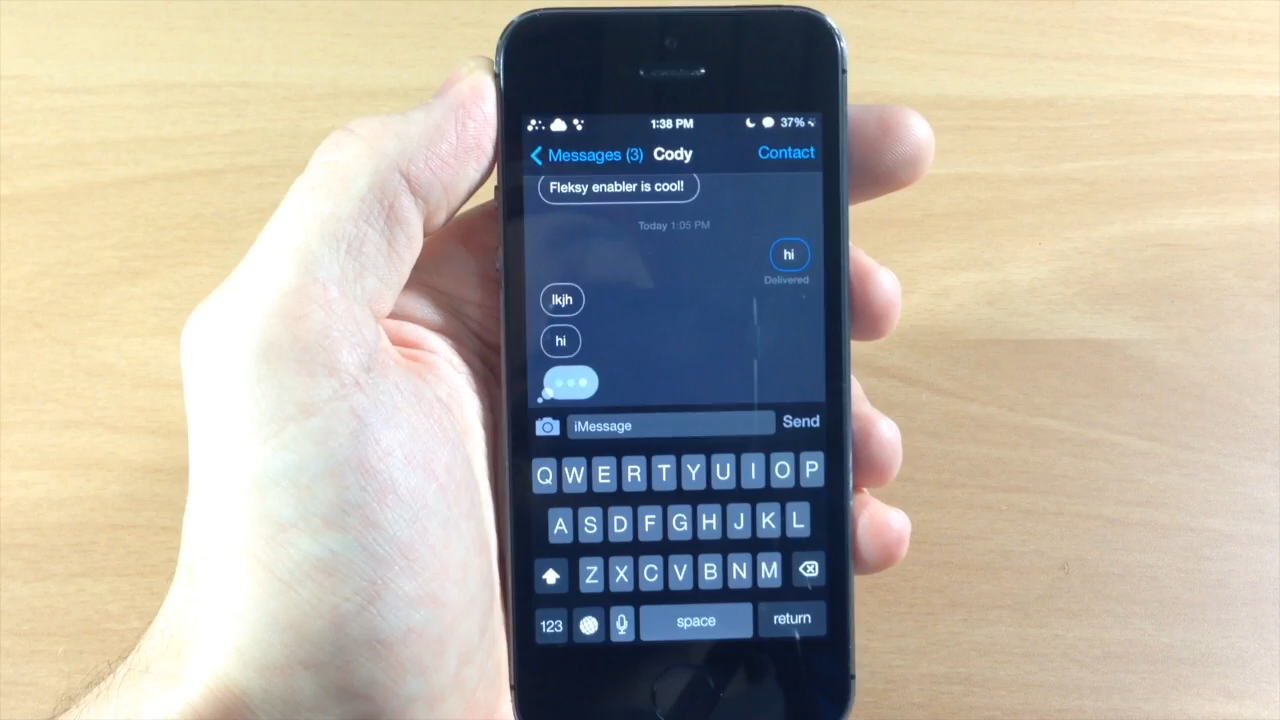 1:38 PM 37%
Messages (3) Cody Contact
Fleksy enabler is cool!
Today 1:05 PM
hi
Delivered
lkjh
hi
iMessage Send
Q W E R T Y U I O P
A S D F G H J K L
Z X C V B N M
123 space return